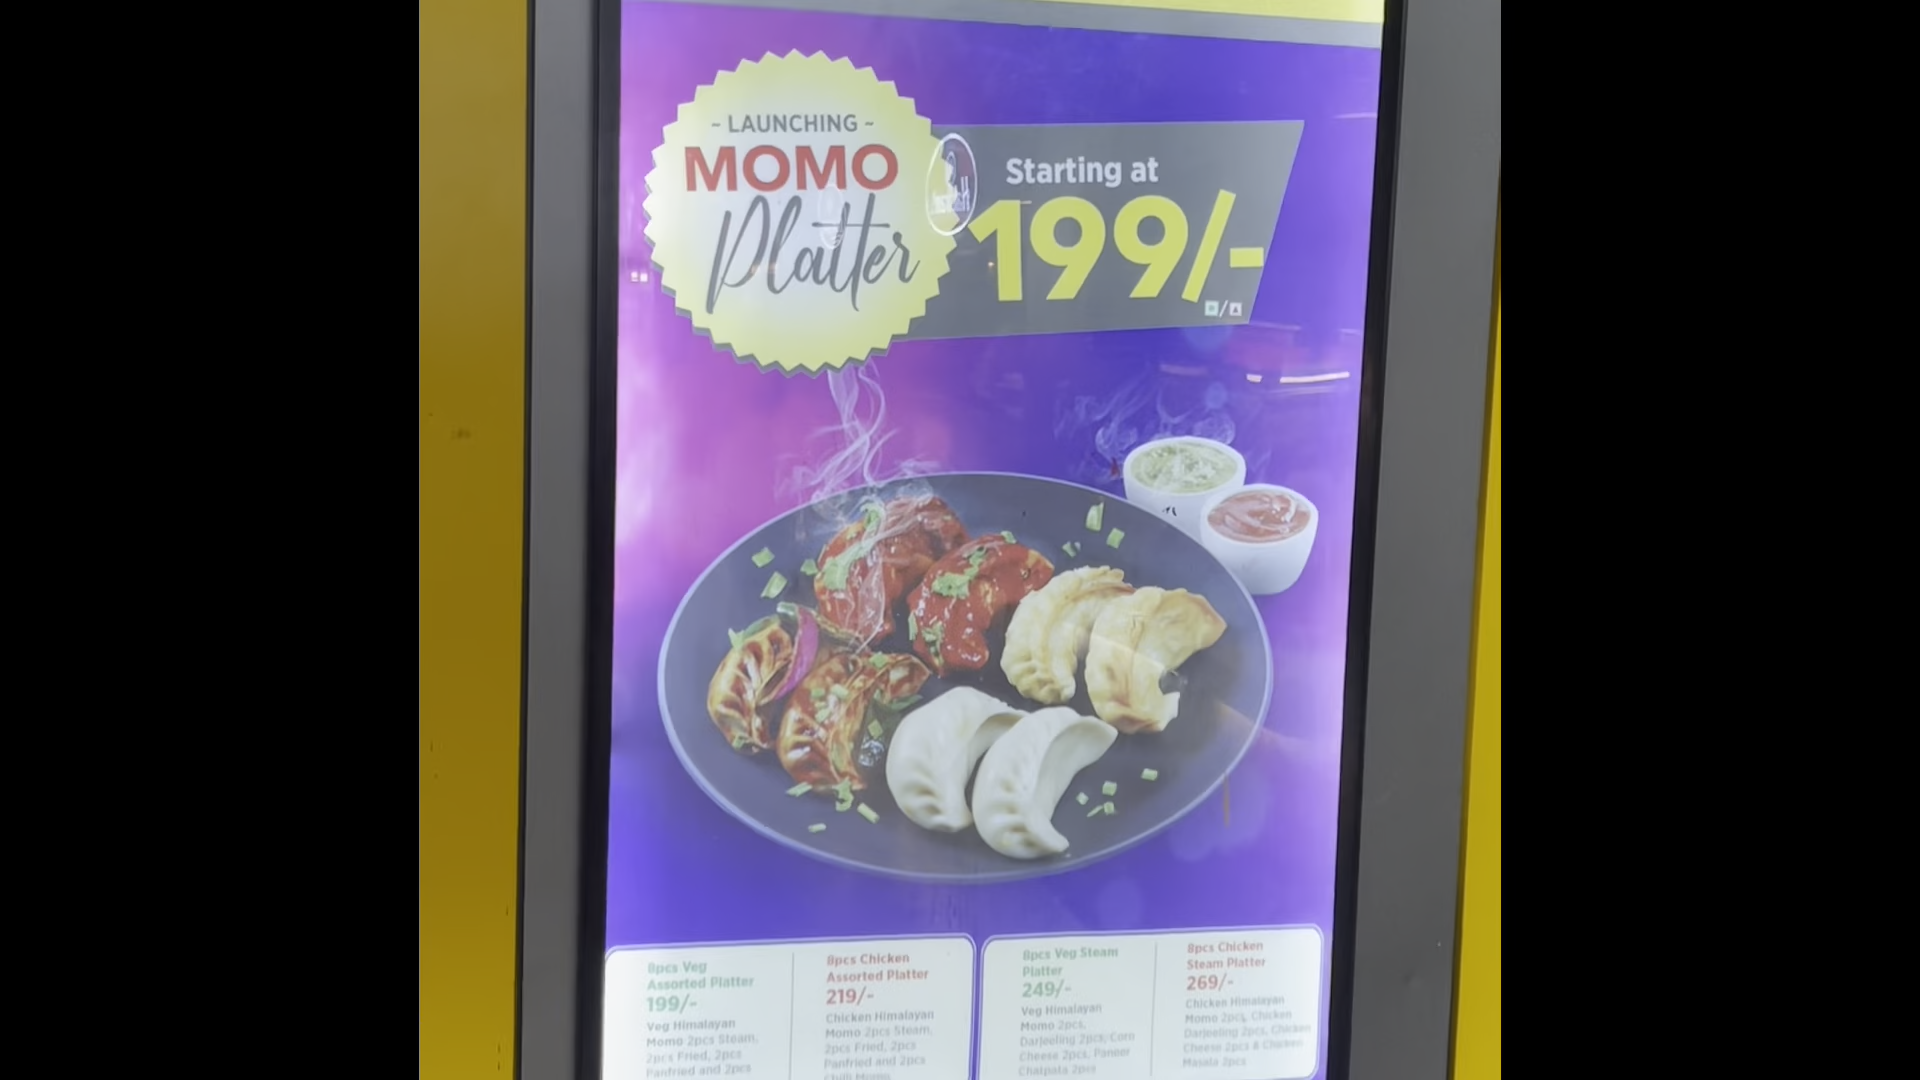 ~ LAUNCHING ~
MOMO
Platter
Starting at
199/-
8pcs Veg
Assorted Platter
199/-
Veg Himalayan
Momo 2pcs Steam,
2pcs Fried, 2pcs
Panfried and 2pcs
8pcs Chicken
Assorted Platter
219/-
Chicken Himalayan
Momo 2pcs Steam,
2pcs Fried, 2pcs
Panfried and 2pcs
Chilli Momo
8pcs Veg Steam
Platter
249/-
Veg Himalayan
Momo 2pcs,
Darjeeling 2pcs, Corn
Cheese 2pcs, Paneer
Chatpata 2pcs
8pcs Chicken
Steam Platter
269/-
Chicken Himalayan
Momo 2pcs, Chicken
Darjeeling 2pcs, Chicken
Cheese 2pcs & Chicken
Masala 2pcs